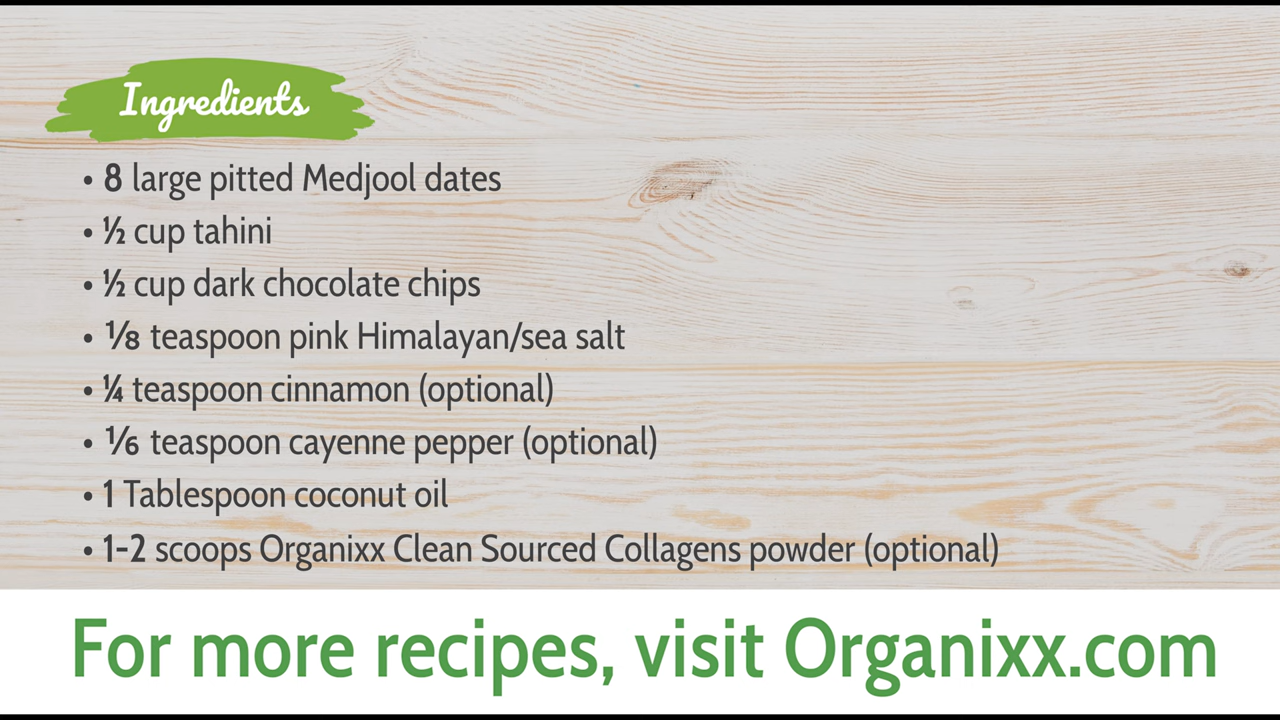 Ingredients
• 8 large pitted Medjool dates
• ½ cup tahini
• ½ cup dark chocolate chips
• ⅛ teaspoon pink Himalayan/sea salt
• ¼ teaspoon cinnamon (optional)
• ⅙ teaspoon cayenne pepper (optional)
• 1 Tablespoon coconut oil
• 1-2 scoops Organixx Clean Sourced Collagens powder (optional)
For more recipes, visit Organixx.com